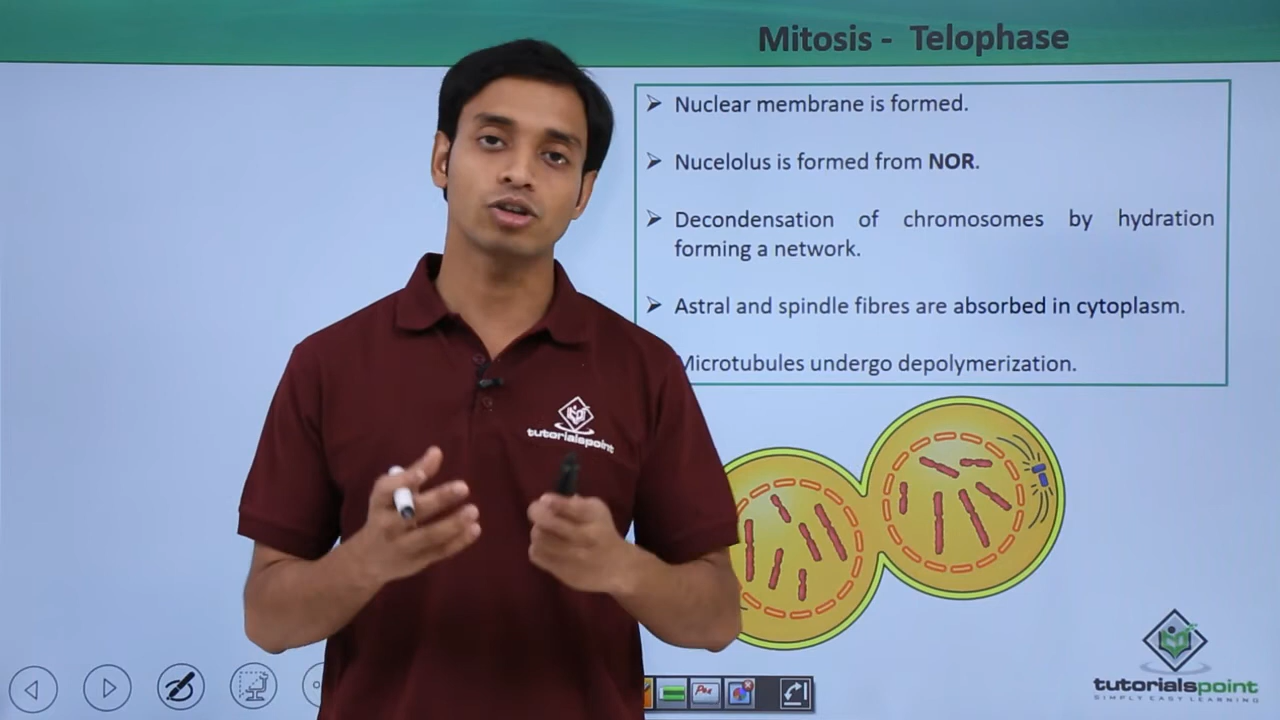 Mitosis - Telophase
➢ Nuclear membrane is formed.
➢ Nucelolus is formed from NOR.
➢ Decondensation of chromosomes by hydration
forming a network.
➢ Astral and spindle fibres are absorbed in cytoplasm.
Microtubules undergo depolymerization.
tutorialspoint
tutorialspoint
SIMPLY EASY LEARNING